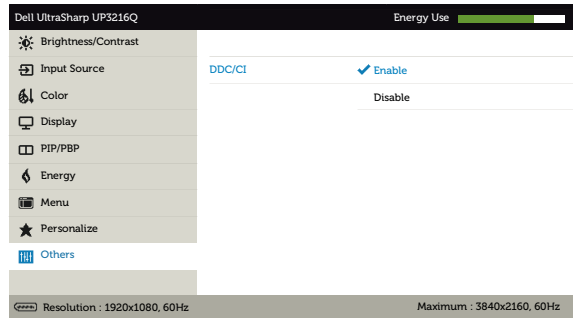 Dell UltraSharp UP3216Q Energy Use
Brightness/Contrast
Input Source DDC/CI Enable
Color Disable
Display
PIP/PBP
Energy
Menu
Personalize
Others
Resolution : 1920x1080, 60Hz Maximum : 3840x2160, 60Hz